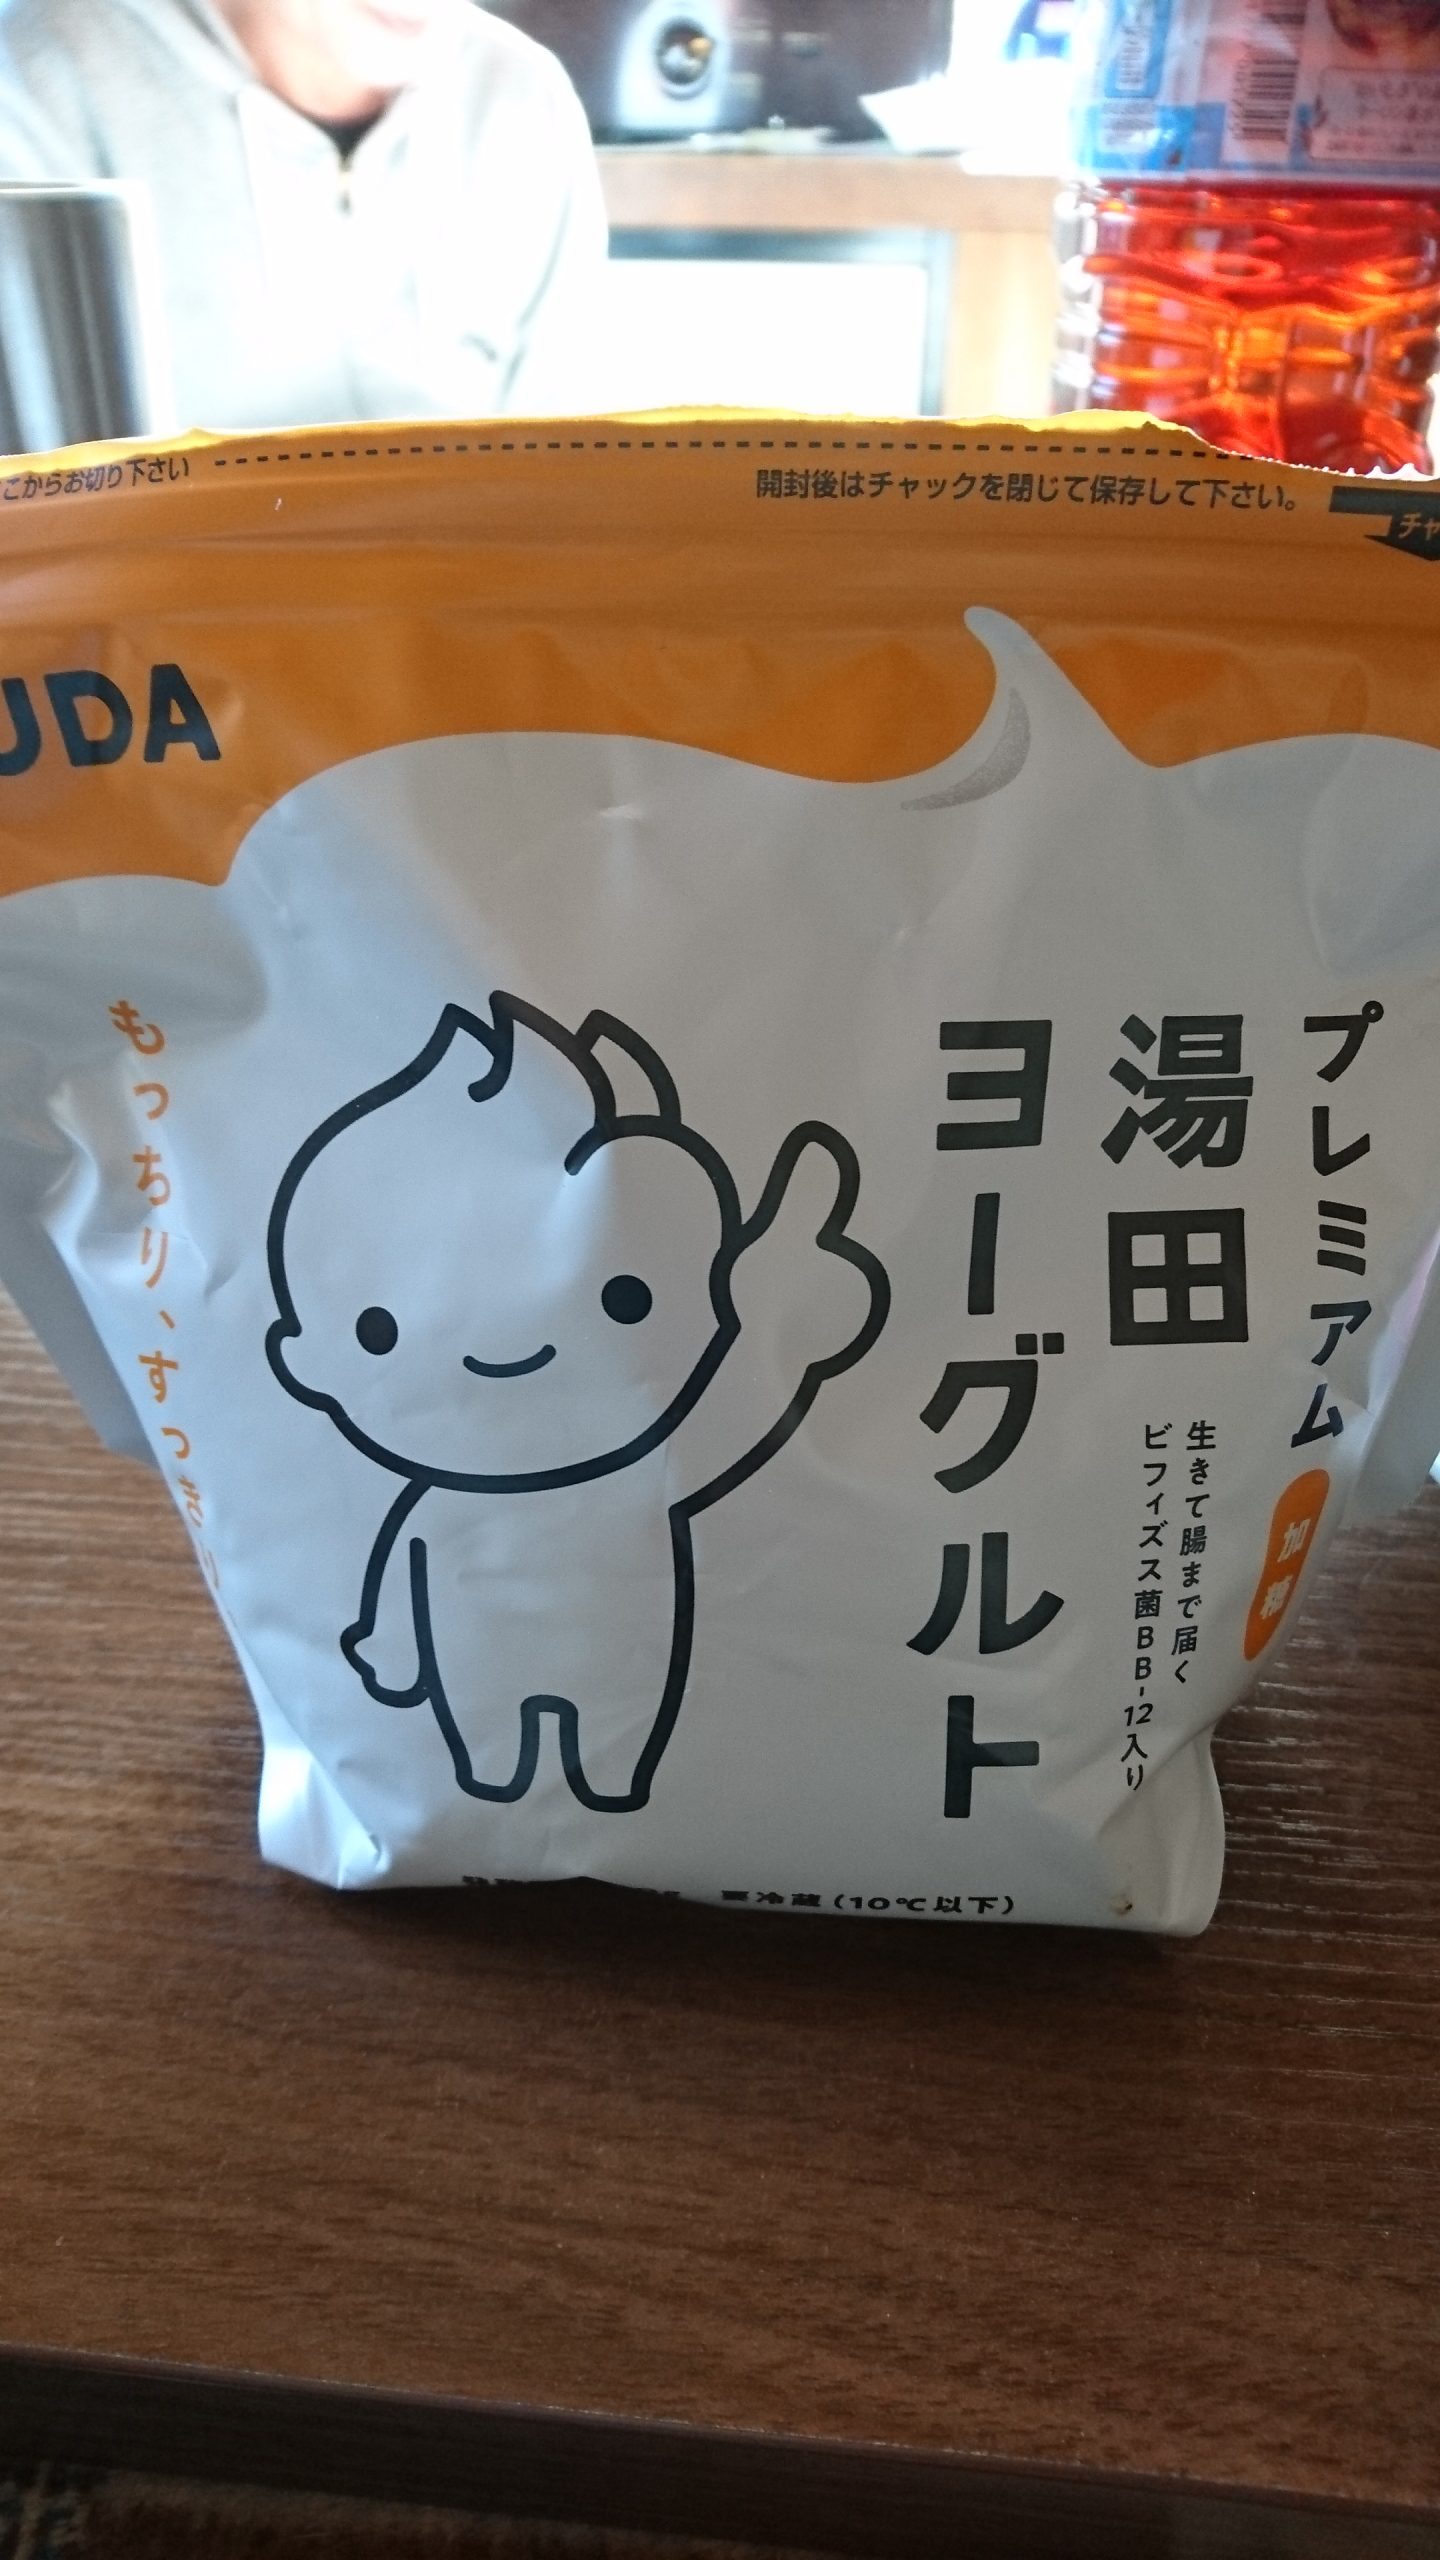 こからお切り下さい
開封後はチャックを閉じて保存して下さい。
チャ
UDA
プレミアム
加糖
湯田
ヨーグルト
生きて腸まで届く
ビフィズス菌BB-12入り
もっちり、すっきり
要冷蔵(10℃以下)